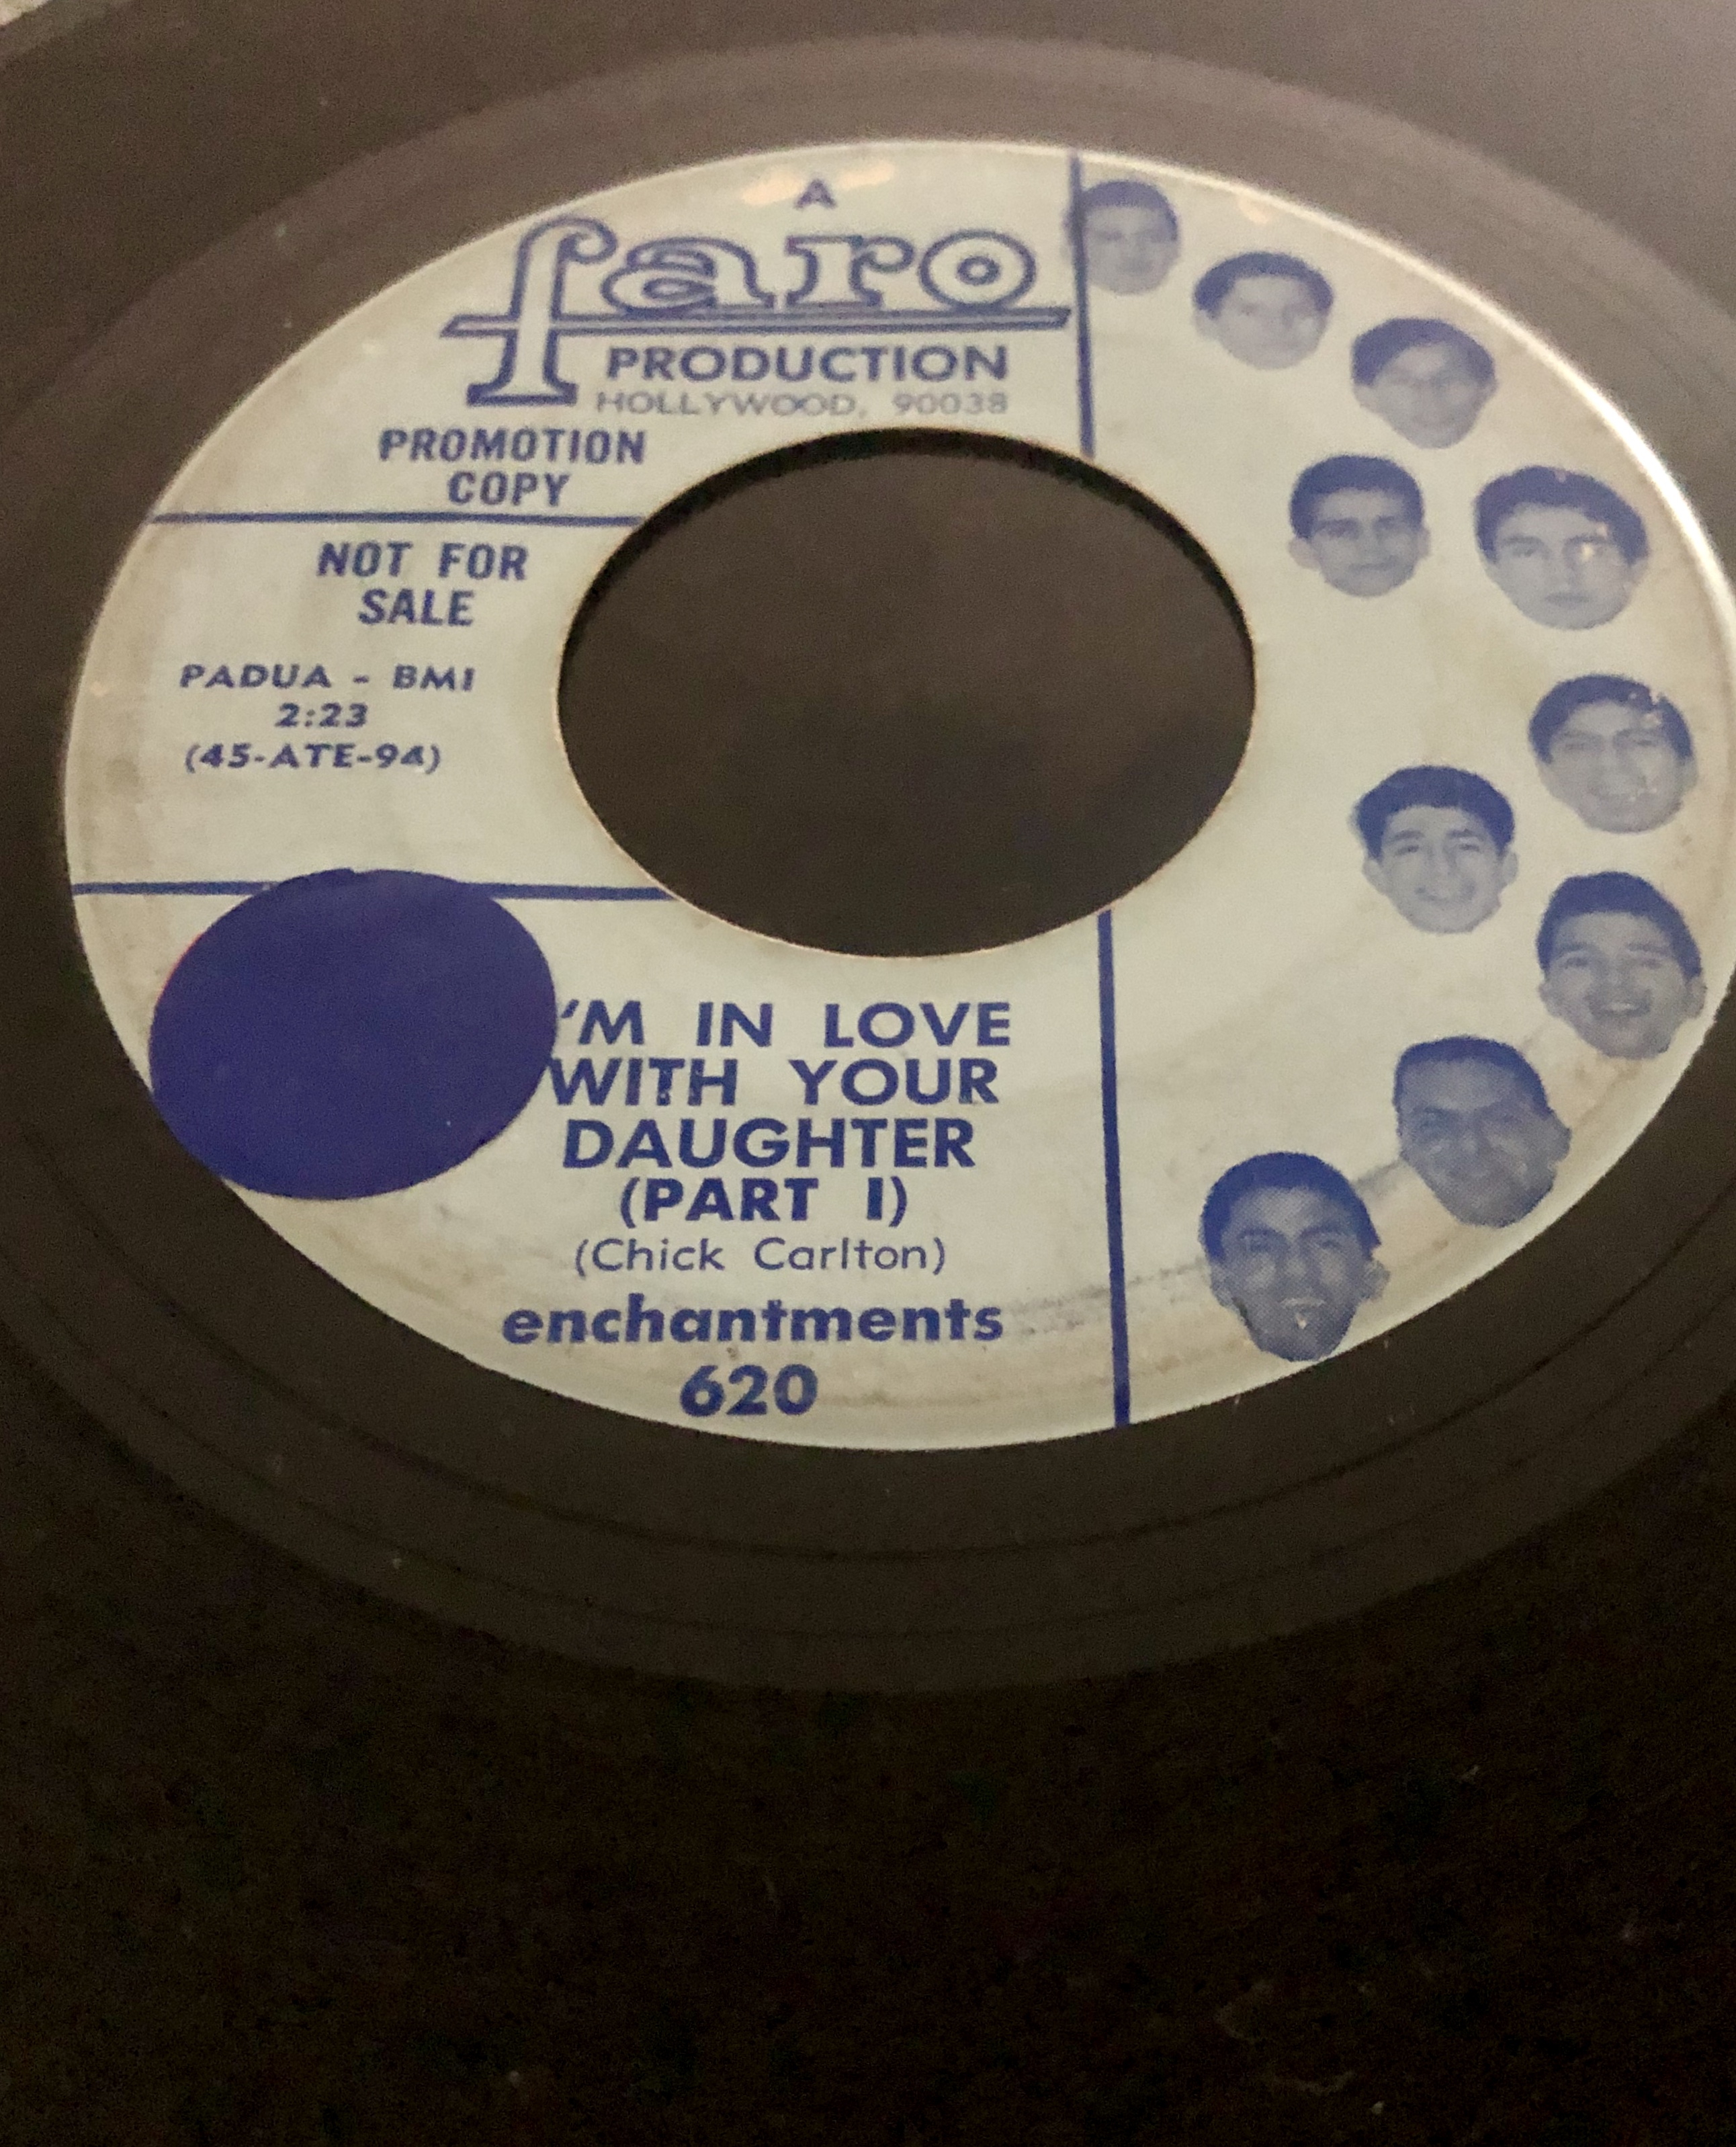 A
faro
PRODUCTION
HOLLYWOOD, 90038
PROMOTION
COPY
NOT FOR
SALE
PADUA - BMI
2:23
(45-ATE-94)
'M IN LOVE
WITH YOUR
DAUGHTER
(PART I)
(Chick Carlton)
enchantments
620